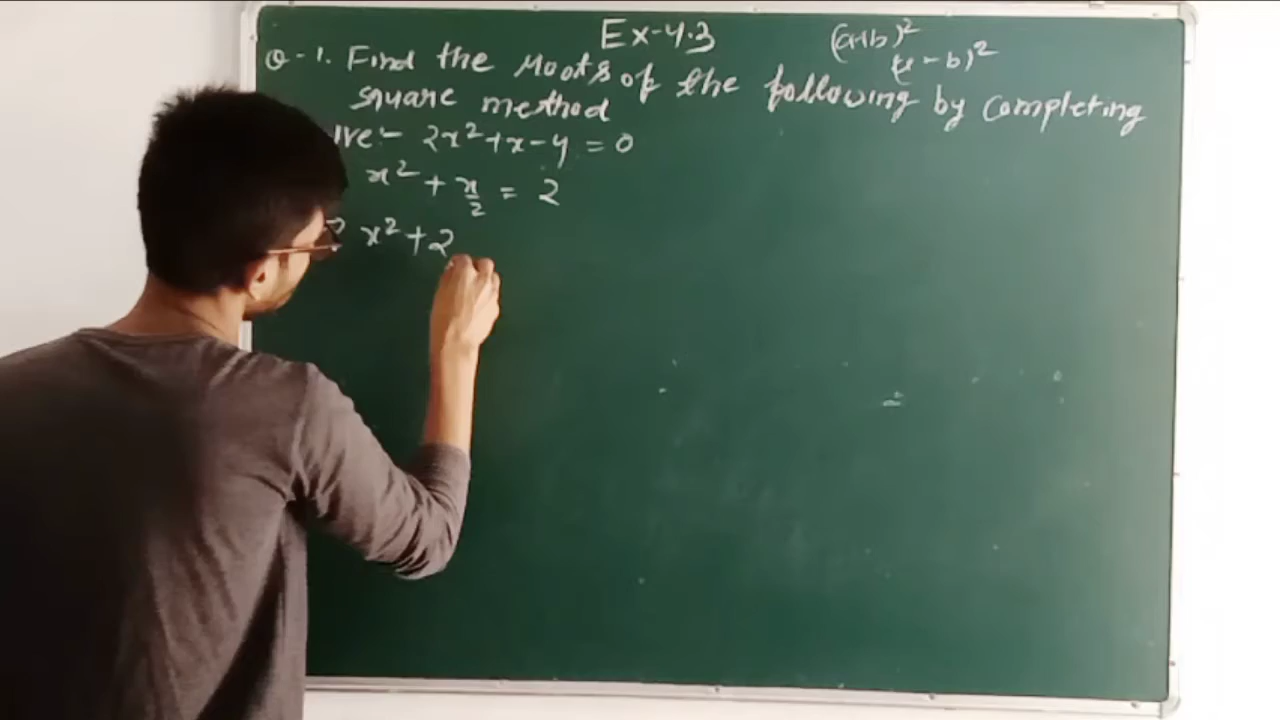 Ex-4.3
(a+b)²
(a-b)²
Q-1. Find the Roots of the following by completing
square method
lve:- 2x²+x-4=0
x² + x/2 = 2
⇒ x²+2